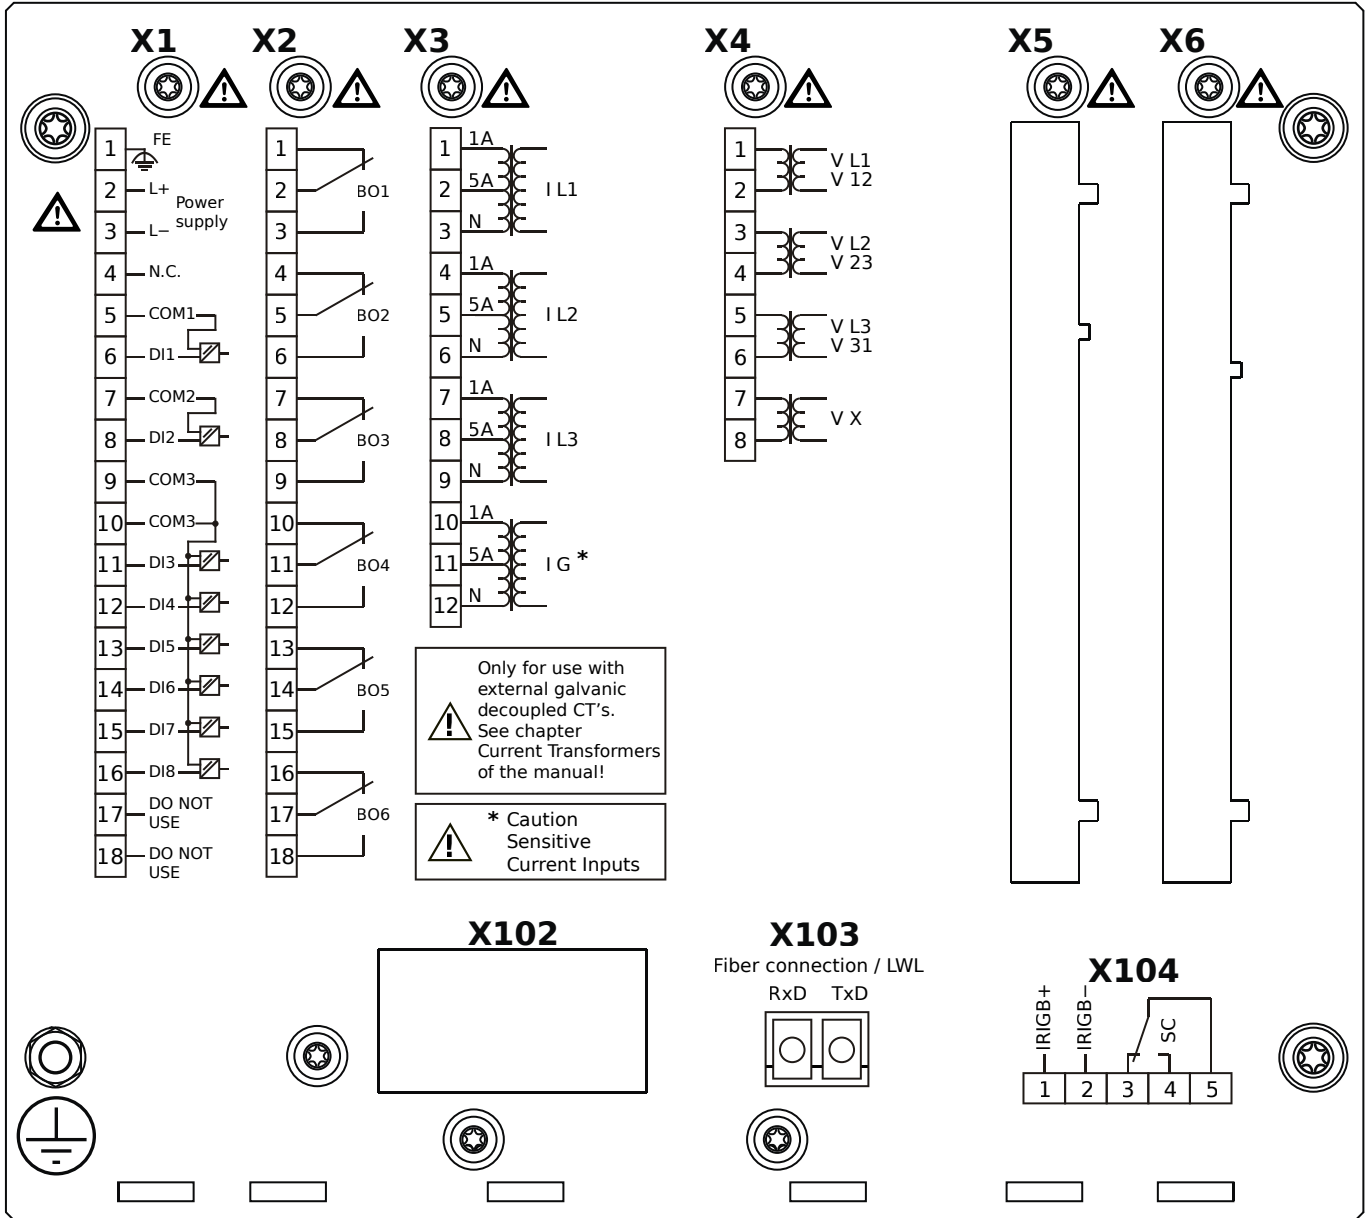 X1
X2
X3
X4
X5
X6
1 FE
2 L+
Power
supply
3 L−
4 N.C.
5 COM1
6 DI1
7 COM2
8 DI2
9 COM3
10 COM3
11 DI3
12 DI4
13 DI5
14 DI6
15 DI7
16 DI8
17 DO NOT
USE
18 DO NOT
USE
1
2 BO1
3
4
5 BO2
6
7
8 BO3
9
10
11 BO4
12
13
14 BO5
15
16
17 BO6
18
1 1A
2 5A I L1
3 N
4 1A
5 5A I L2
6 N
7 1A
8 5A I L3
9 N
10 1A
11 5A I G *
12 N
Only for use with
external galvanic
decoupled CT's.
See chapter
Current Transformers
of the manual!
* Caution
Sensitive
Current Inputs
1 V L1
2 V 12
3 V L2
4 V 23
5 V L3
6 V 31
7 V X
8
X102
X103
Fiber connection / LWL
RxD TxD
X104
IRIGB+
IRIGB−
SC
1 2 3 4 5